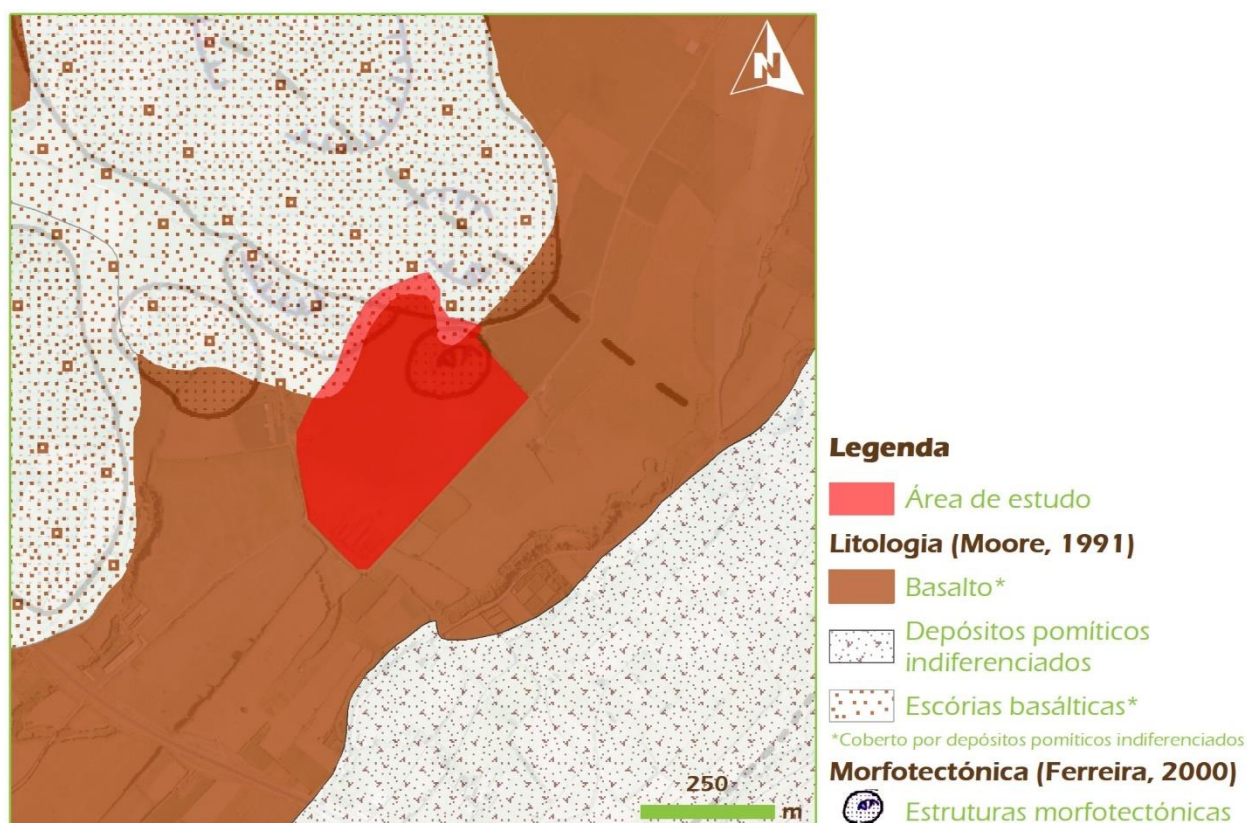 N
250
m
Legenda
Área de estudo
Litologia (Moore, 1991)
Basalto*
Depósitos pomíticos
indiferenciados
Escórias basálticas*
*Coberto por depósitos pomíticos indiferenciados
Morfotectónica (Ferreira, 2000)
Estruturas morfotectónicas